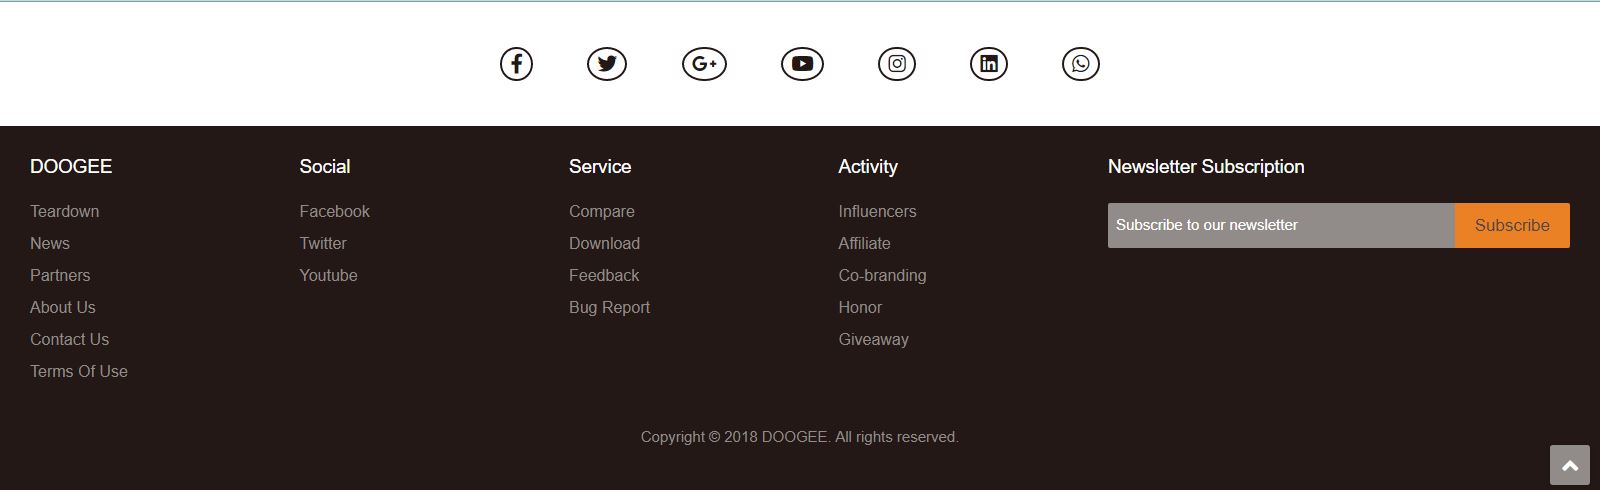 DOOGEE
Teardown
News
Partners
About Us
Contact Us
Terms Of Use
Social
Facebook
Twitter
Youtube
Service
Compare
Download
Feedback
Bug Report
Activity
Influencers
Affiliate
Co-branding
Honor
Giveaway
Newsletter Subscription
Subscribe to our newsletter
Subscribe
Copyright © 2018 DOOGEE. All rights reserved.